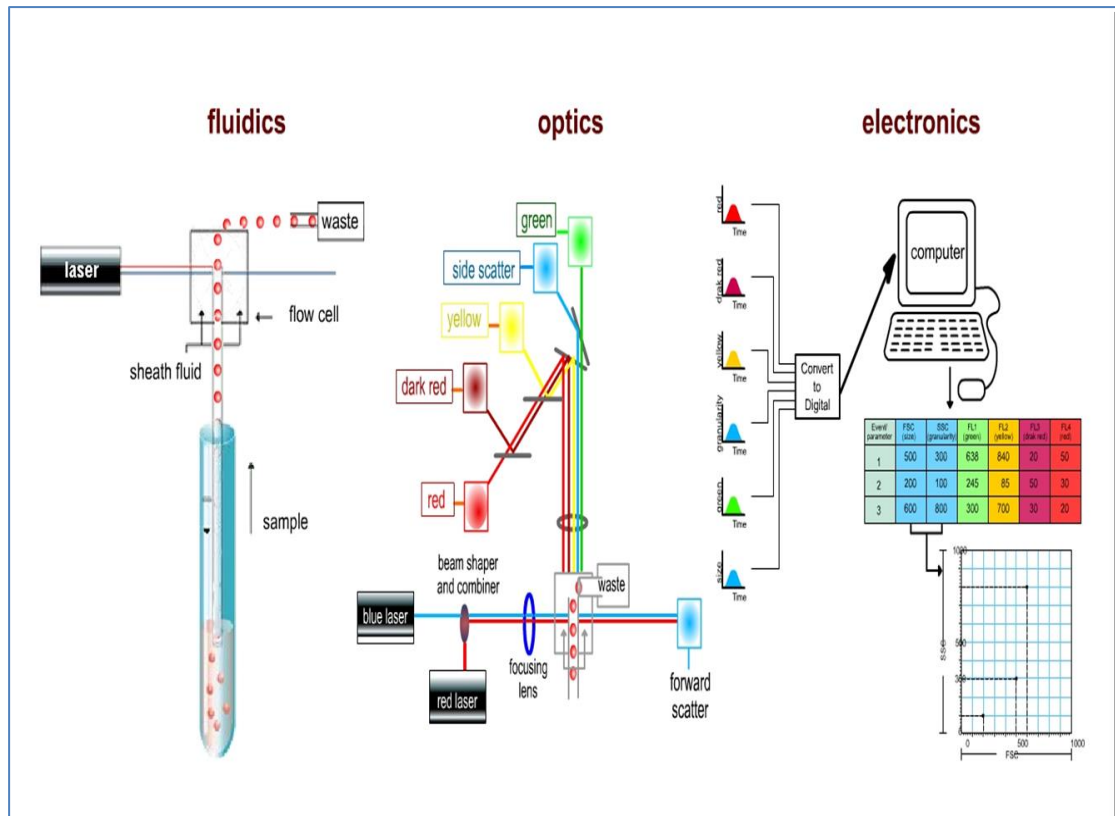 fluidics
optics
electronics
waste
laser
flow cell
sheath fluid
sample
green
side scatter
yellow
dark red
red
beam shaper
and combiner
waste
blue laser
focusing
lens
red laser
forward
scatter
red
Time
drak red
Time
yellow
Time
granularity
Time
green
Time
size
Time
Convert
to
Digital
computer
Event/ parameter FSC (size) SSC (granularity) FL1 (green) FL2 (yellow) FL3 (drak red) FL4 (red)
1 500 300 638 840 20 50
2 200 100 245 85 50 30
3 600 800 300 700 30 20
1000
500
300
0
SSC
0 500 1000
FSC